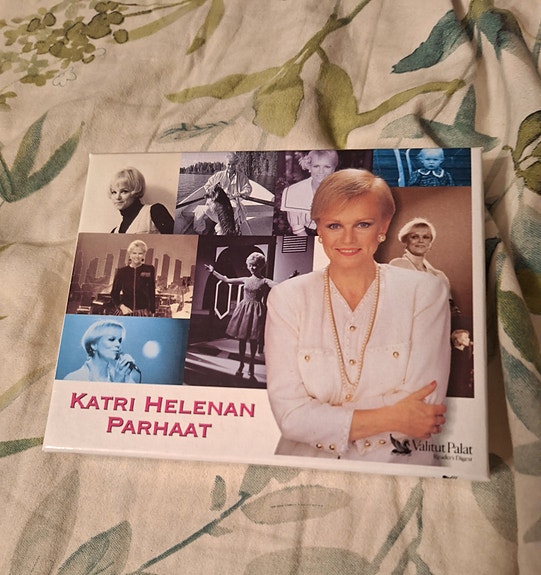 KATRI HELENAN
PARHAAT
Valitut Palat
Reader's Digest